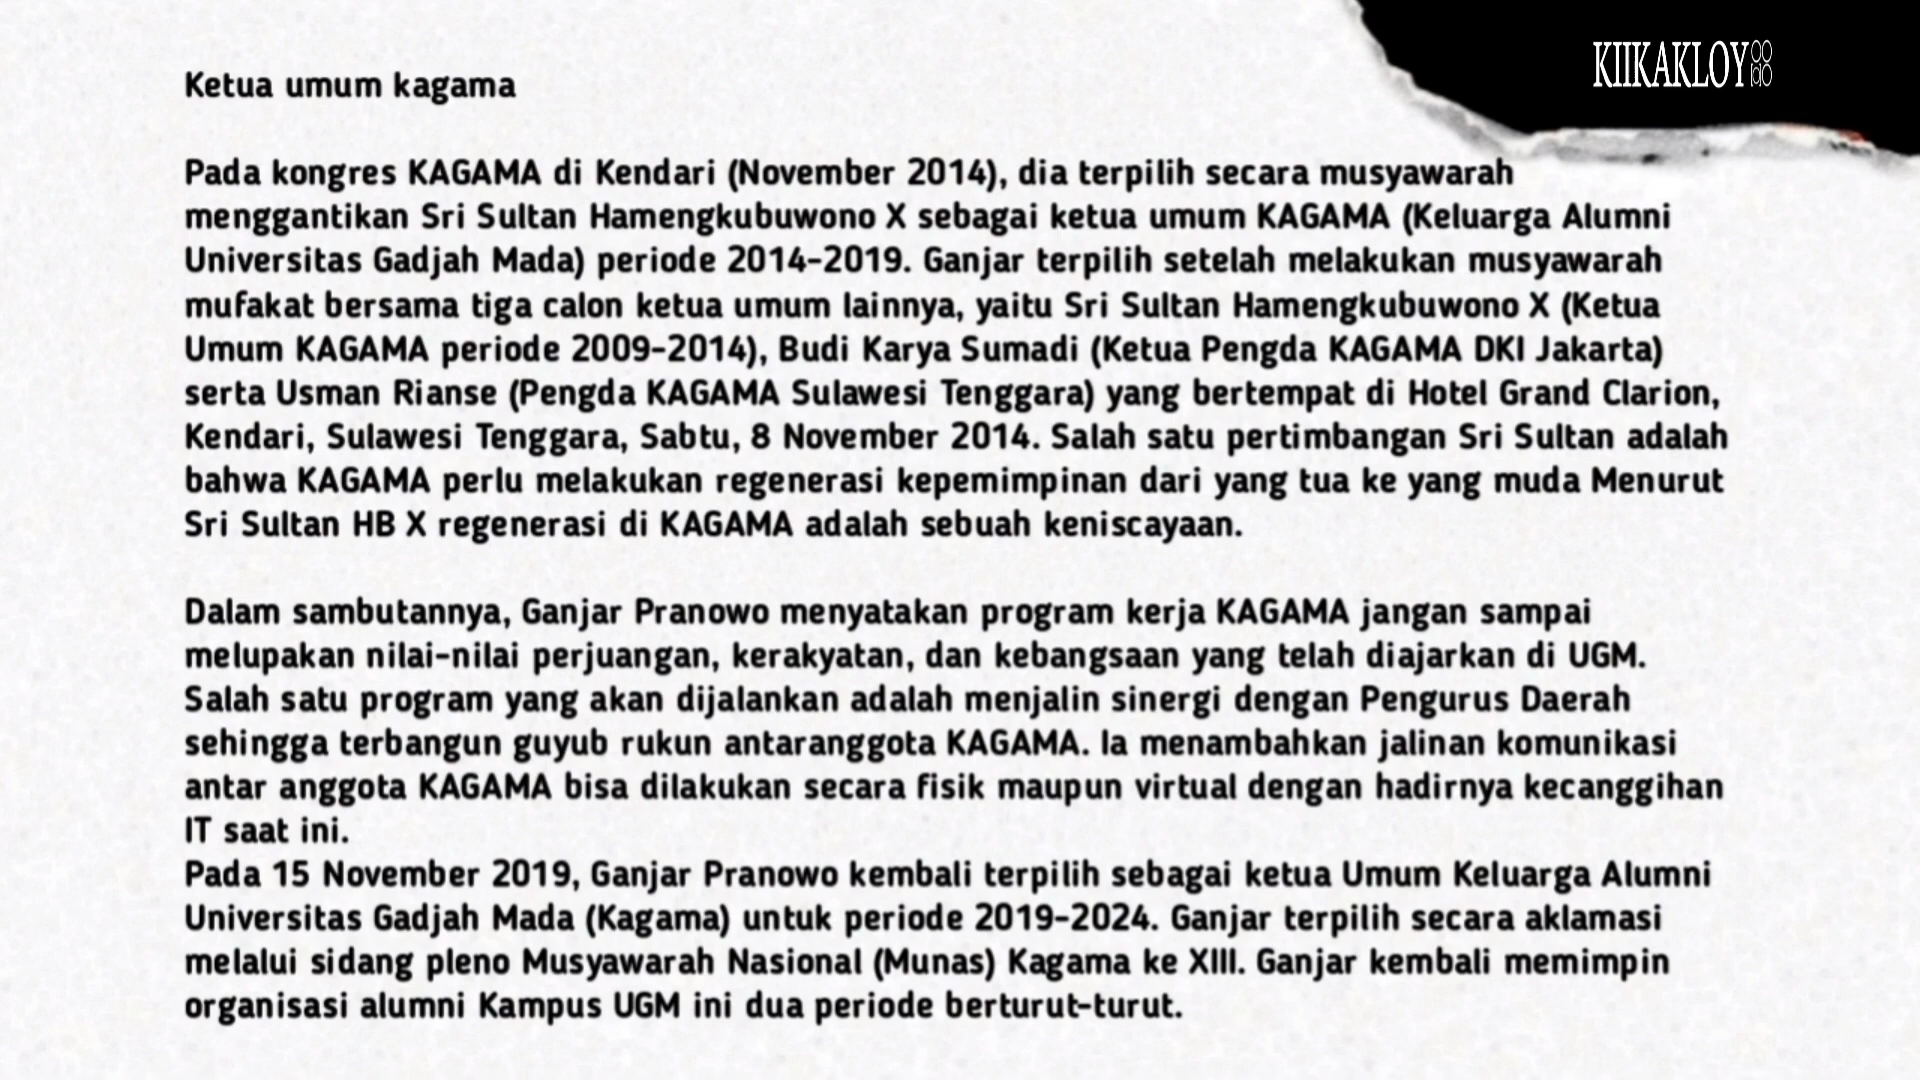 KIIKAKLOY
Ketua umum kagama
Pada kongres KAGAMA di Kendari (November 2014), dia terpilih secara musyawarah
menggantikan Sri Sultan Hamengkubuwono X sebagai ketua umum KAGAMA (Keluarga Alumni
Universitas Gadjah Mada) periode 2014-2019. Ganjar terpilih setelah melakukan musyawarah
mufakat bersama tiga calon ketua umum lainnya, yaitu Sri Sultan Hamengkubuwono X (Ketua
Umum KAGAMA periode 2009-2014), Budi Karya Sumadi (Ketua Pengda KAGAMA DKI Jakarta)
serta Usman Rianse (Pengda KAGAMA Sulawesi Tenggara) yang bertempat di Hotel Grand Clarion,
Kendari, Sulawesi Tenggara, Sabtu, 8 November 2014. Salah satu pertimbangan Sri Sultan adalah
bahwa KAGAMA perlu melakukan regenerasi kepemimpinan dari yang tua ke yang muda Menurut
Sri Sultan HB X regenerasi di KAGAMA adalah sebuah keniscayaan.
Dalam sambutannya, Ganjar Pranowo menyatakan program kerja KAGAMA jangan sampai
melupakan nilai-nilai perjuangan, kerakyatan, dan kebangsaan yang telah diajarkan di UGM.
Salah satu program yang akan dijalankan adalah menjalin sinergi dengan Pengurus Daerah
sehingga terbangun guyub rukun antaranggota KAGAMA. Ia menambahkan jalinan komunikasi
antar anggota KAGAMA bisa dilakukan secara fisik maupun virtual dengan hadirnya kecanggihan
IT saat ini.
Pada 15 November 2019, Ganjar Pranowo kembali terpilih sebagai ketua Umum Keluarga Alumni
Universitas Gadjah Mada (Kagama) untuk periode 2019-2024. Ganjar terpilih secara aklamasi
melalui sidang pleno Musyawarah Nasional (Munas) Kagama ke XIII. Ganjar kembali memimpin
organisasi alumni Kampus UGM ini dua periode berturut-turut.